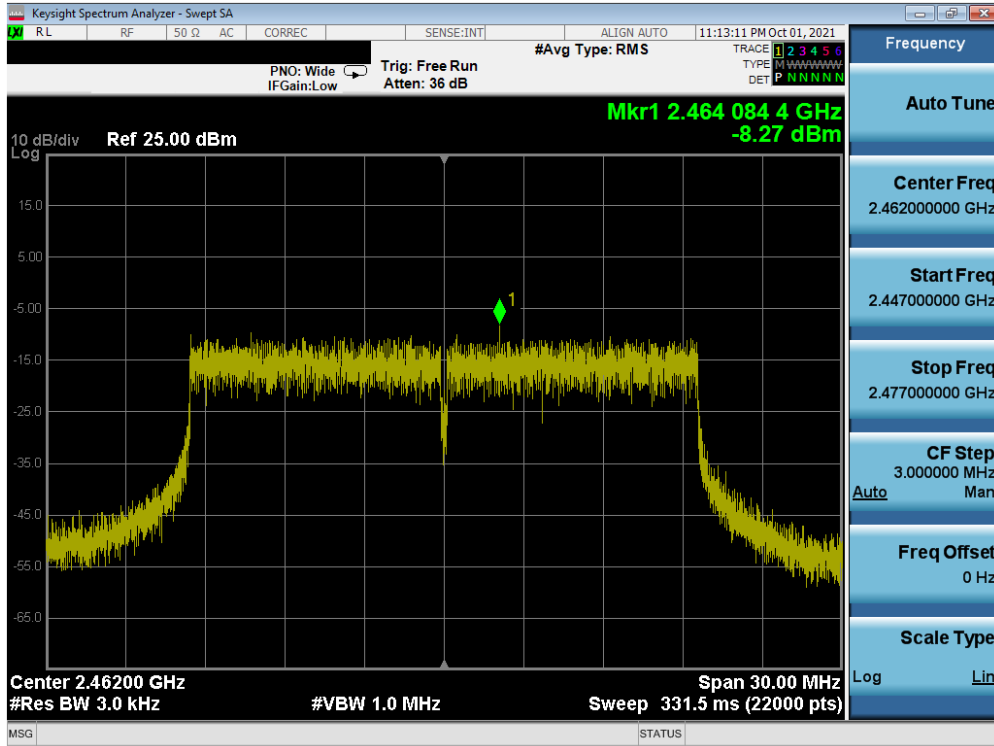 Keysight Spectrum Analyzer - Swept SA
LXI RL RF 50 Ω AC CORREC SENSE:INT ALIGN AUTO 11:13:11 PM Oct 01, 2021
#Avg Type: RMS
TRACE 1 2 3 4 5 6
PNO: Wide Trig: Free Run
TYPE M WWWWW
IFGain:Low Atten: 36 dB
DET P N N N N N
Mkr1 2.464 084 4 GHz
-8.27 dBm
10 dB/div Ref 25.00 dBm
Log
15.0
5.00
-5.00
-15.0
-25.0
-35.0
-45.0
-55.0
-65.0
1
Center 2.46200 GHz Span 30.00 MHz
#Res BW 3.0 kHz #VBW 1.0 MHz Sweep 331.5 ms (22000 pts)
MSG STATUS
Frequency
Auto Tune
Center Freq
2.462000000 GHz
Start Freq
2.447000000 GHz
Stop Freq
2.477000000 GHz
CF Step
3.000000 MHz
Auto Man
Freq Offset
0 Hz
Scale Type
Log Lin